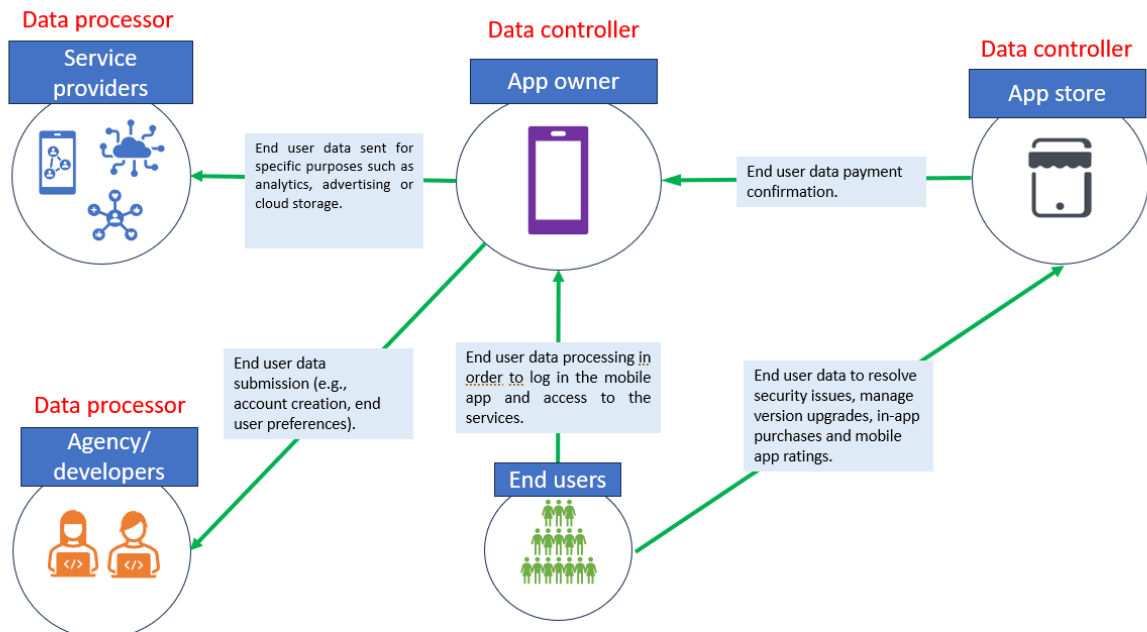 Data processor
Service
providers
End user data sent for
specific purposes such as
analytics, advertising or
cloud storage.
Data controller
App owner
End user data payment
confirmation.
Data controller
App store
End user data
submission (e.g.,
account creation, end
user preferences).
End user data processing in
order to log in the mobile
app and access to the
services.
End user data to resolve
security issues, manage
version upgrades, in-app
purchases and mobile
app ratings.
Data processor
Agency/
developers
</>
</>
End users